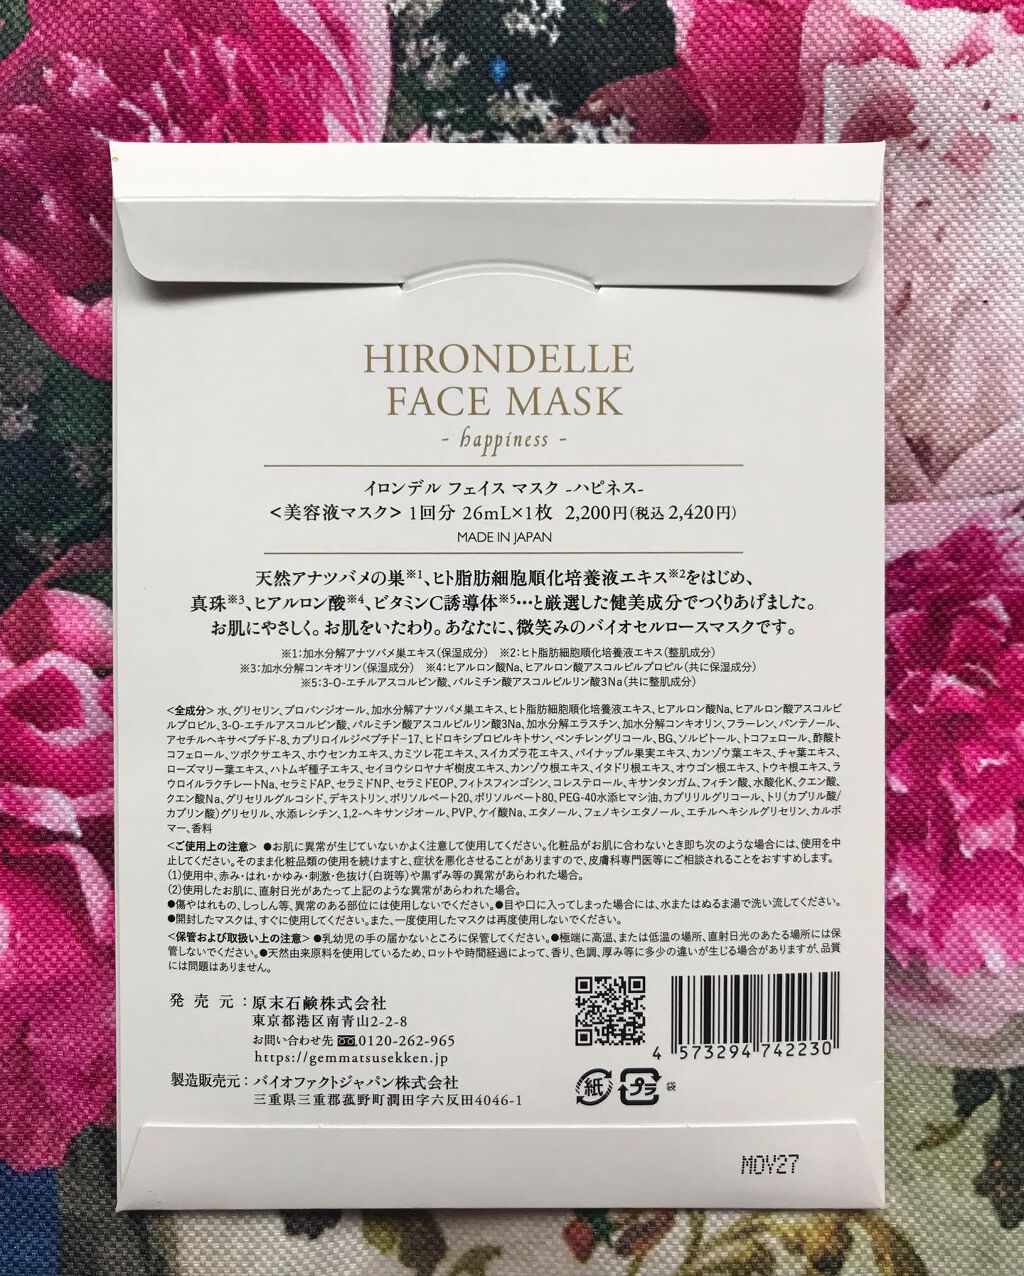 HIRONDELLE
FACE MASK
- happiness -
イロンデル フェイス マスク -ハピネス-
<美容液マスク> 1回分 26mL×1枚 2,200円(税込 2,420円)
MADE IN JAPAN
天然アナツバメの巣※1、ヒト脂肪細胞順化培養液エキス※2をはじめ、
真珠※3、ヒアルロン酸※4、ビタミンC誘導体※5…と厳選した健美成分でつくりあげました。
お肌にやさしく。お肌をいたわり。あなたに、微笑みのバイオセルロースマスクです。
※1:加水分解アナツバメ巣エキス(保湿成分) ※2:ヒト脂肪細胞順化培養液エキス(整肌成分)
※3:加水分解コンキオリン(保湿成分) ※4:ヒアルロン酸Na、ヒアルロン酸アスコルビルプロピル(共に保湿成分)
※5:3-O-エチルアスコルビン酸、パルミチン酸アスコルビルリン酸3Na(共に整肌成分)
<全成分> 水、グリセリン、プロパンジオール、加水分解アナツバメ巣エキス、ヒト脂肪細胞順化培養液エキス、ヒアルロン酸Na、ヒアルロン酸アスコルビ
ルプロピル、3-O-エチルアスコルビン酸、パルミチン酸アスコルビルリン酸3Na、加水分解エラスチン、加水分解コンキオリン、フラーレン、パンテノール、
アセチルヘキサペプチド-8、カプロイルジペプチド-17、ヒドロキシプロピルキトサン、ペンチレングリコール、BG、ソルビトール、トコフェロール、酢酸ト
コフェロール、ツボクサエキス、ホウセンカエキス、カミツレ花エキス、スイカズラ花エキス、パイナップル果実エキス、カンゾウ葉エキス、チャ葉エキス、
ローズマリー葉エキス、ハトムギ種子エキス、セイヨウシロヤナギ樹皮エキス、カンゾウ根エキス、イタドリ根エキス、オウゴン根エキス、トウキ根エキス、ラ
ウロイルラクチレートNa、セラミドAP、セラミドNP、セラミドEOP、フィトスフィンゴシン、コレステロール、キサンタンガム、フィチン酸、水酸化K、クエン酸、
クエン酸Na、グリセリルグルコシド、デキストリン、ポリソルベート20、ポリソルベート80、PEG-40水添ヒマシ油、カプリリルグリコール、トリ(カプリル酸/
カプリン酸)グリセリル、水添レシチン、1,2-ヘキサンジオール、PVP、ケイ酸Na、エタノール、フェノキシエタノール、エチルヘキシルグリセリン、カルボ
マー、香料
<ご使用上の注意> ●お肌に異常が生じていないかよく注意して使用してください。化粧品がお肌に合わないとき即ち次のような場合には、使用を中
止してください。そのまま化粧品類の使用を続けますと、症状を悪化させることがありますので、皮膚科専門医等にご相談されることをおすすめします。
(1)使用中、赤み・はれ・かゆみ・刺激・色抜け(白斑等)や黒ずみ等の異常があらわれた場合。
(2)使用したお肌に、直射日光があたって上記のような異常があらわれた場合。
●傷やはれもの、しっしん等、異常のある部位には使用しないでください。●目や口に入ってしまった場合には、水またはぬるま湯で洗い流してください。
●開封したマスクは、すぐに使用してください。また、一度使用したマスクは再度使用しないでください。
<保管および取扱い上の注意> ●乳幼児の手の届かないところに保管してください。●極端に高温、または低温の場所、直射日光のあたる場所には保
管しないでください。●天然由来原料を使用しているため、ロットや時間経過によって、香り、色調、厚み等に多少の違いが生じる場合がありますが、品質
には問題はありません。
発 売 元 : 原末石鹸株式会社
東京都港区南青山2-2-8
お問い合わせ先 0120-262-965
https://gemmatsusekken.jp
製造販売元 : バイオファクトジャパン株式会社
三重県三重郡菰野町潤田字六反田4046-1
4 573294 742230
紙 プラ 袋
MOY27